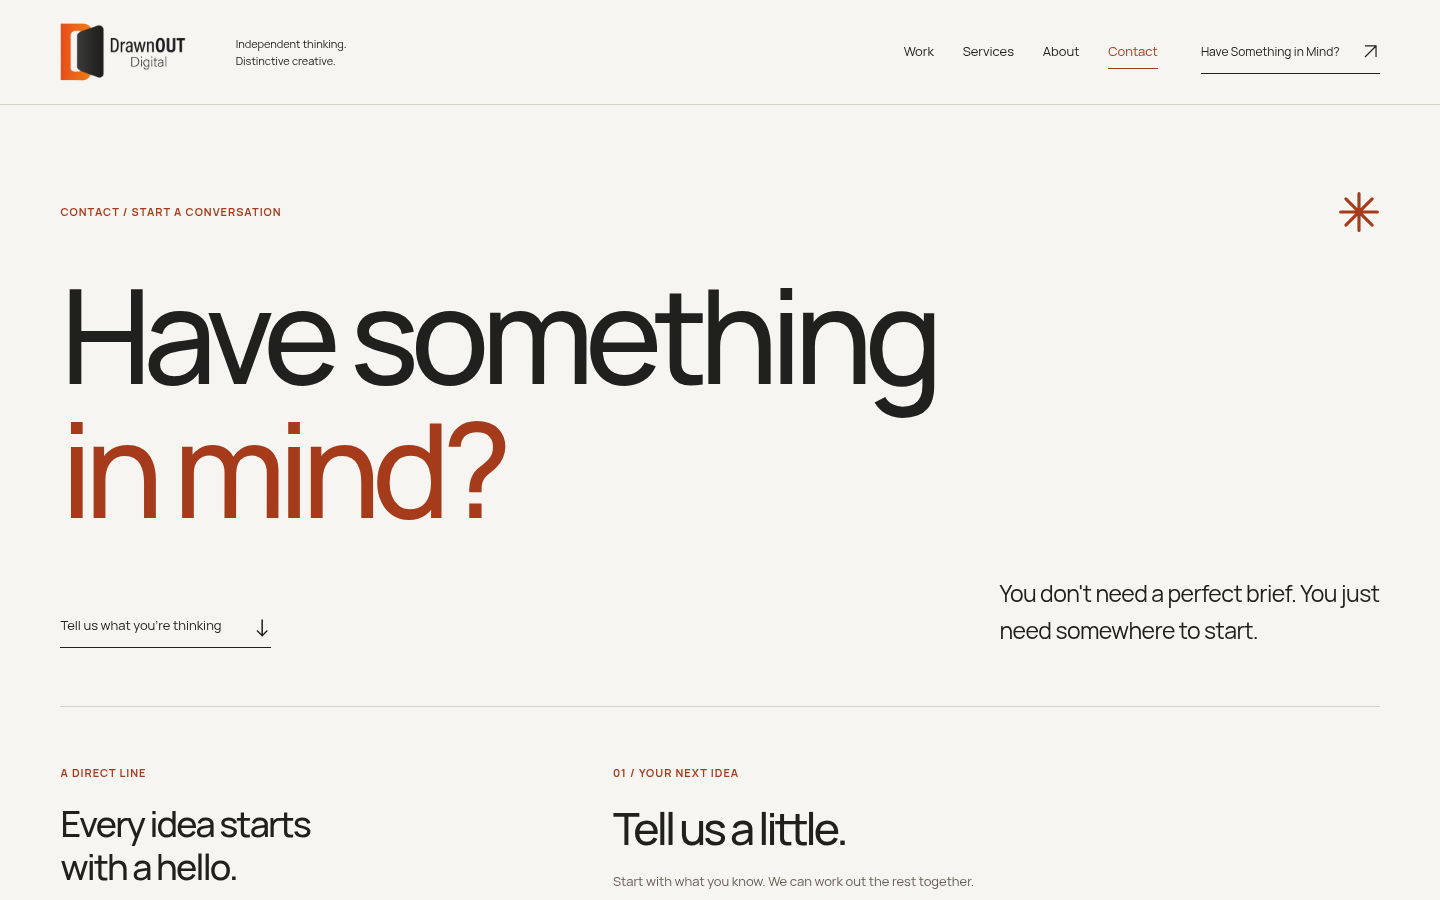 DrawnOUT
Digital
Independent thinking.
Distinctive creative.
Work
Services
About
Contact
Have Something in Mind?
CONTACT / START A CONVERSATION
Have something
in mind?
Tell us what you're thinking
You don't need a perfect brief. You just
need somewhere to start.
A DIRECT LINE
Every idea starts
with a hello.
01 / YOUR NEXT IDEA
Tell us a little.
Start with what you know. We can work out the rest together.